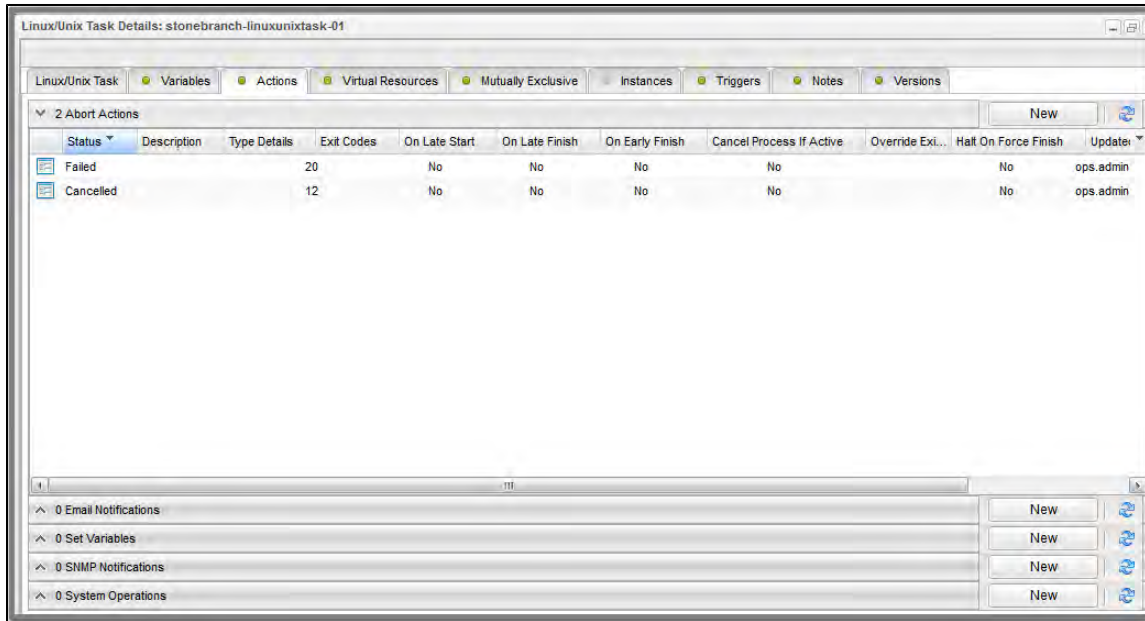 Linux/Unix Task Details: stonebranch-linuxunixtask-01
Linux/Unix Task Variables Actions Virtual Resources Mutually Exclusive Instances Triggers Notes Versions
2 Abort Actions New
Status Description Type Details Exit Codes On Late Start On Late Finish On Early Finish Cancel Process If Active Override Exi... Halt On Force Finish Updated
Failed 20 No No No No No ops.admin
Cancelled 12 No No No No No ops.admin
0 Email Notifications New
0 Set Variables New
0 SNMP Notifications New
0 System Operations New